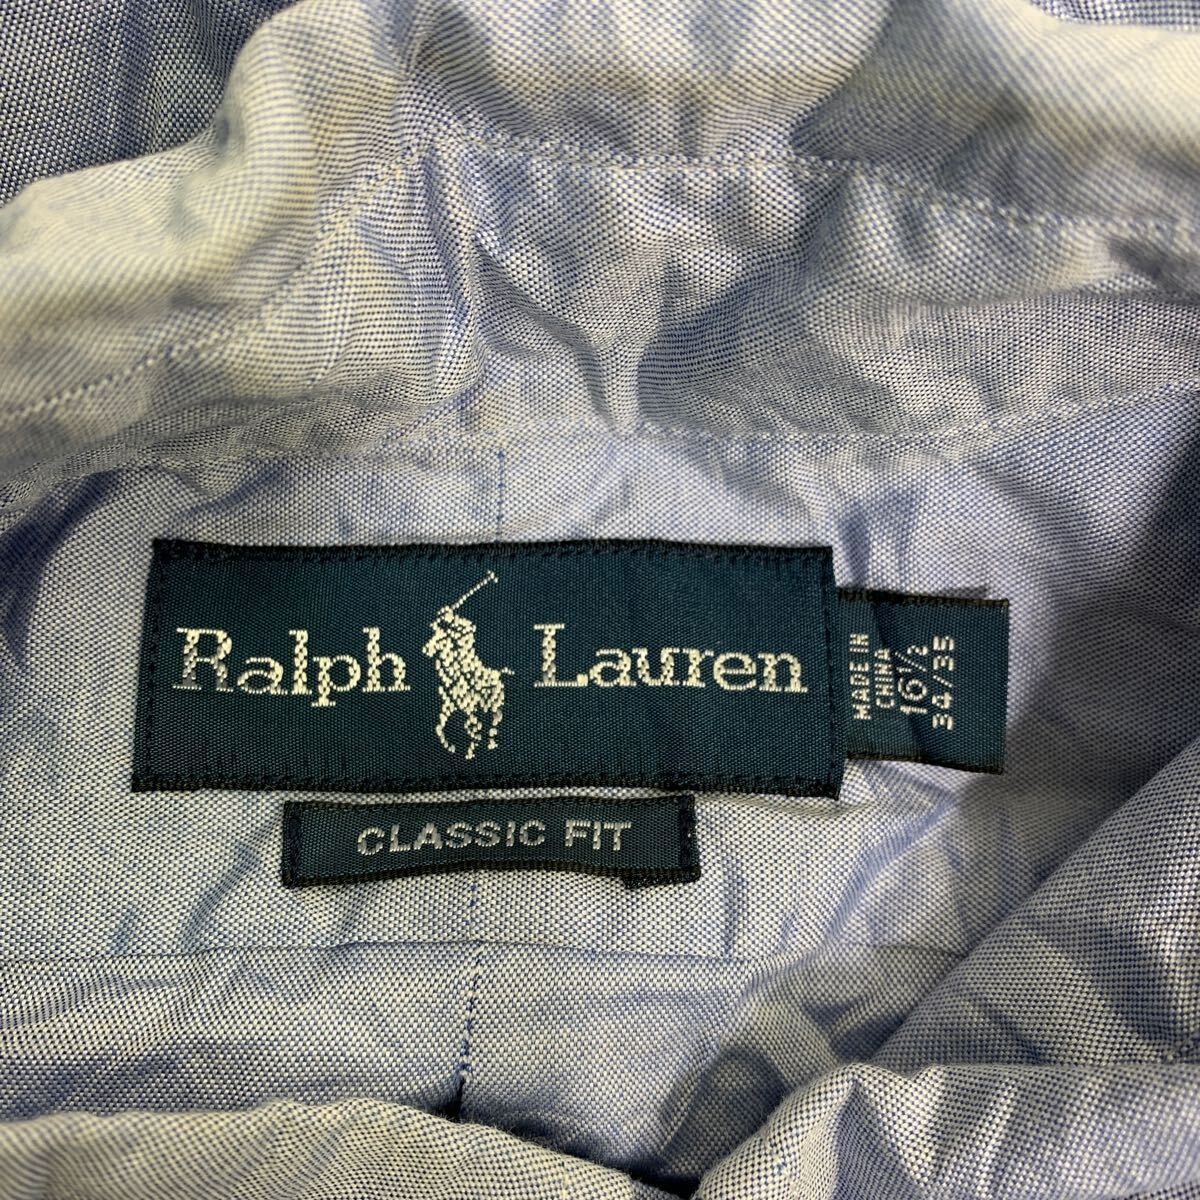 Ralph Lauren
CLASSIC FIT
MADE IN
CHINA
16½
34/35